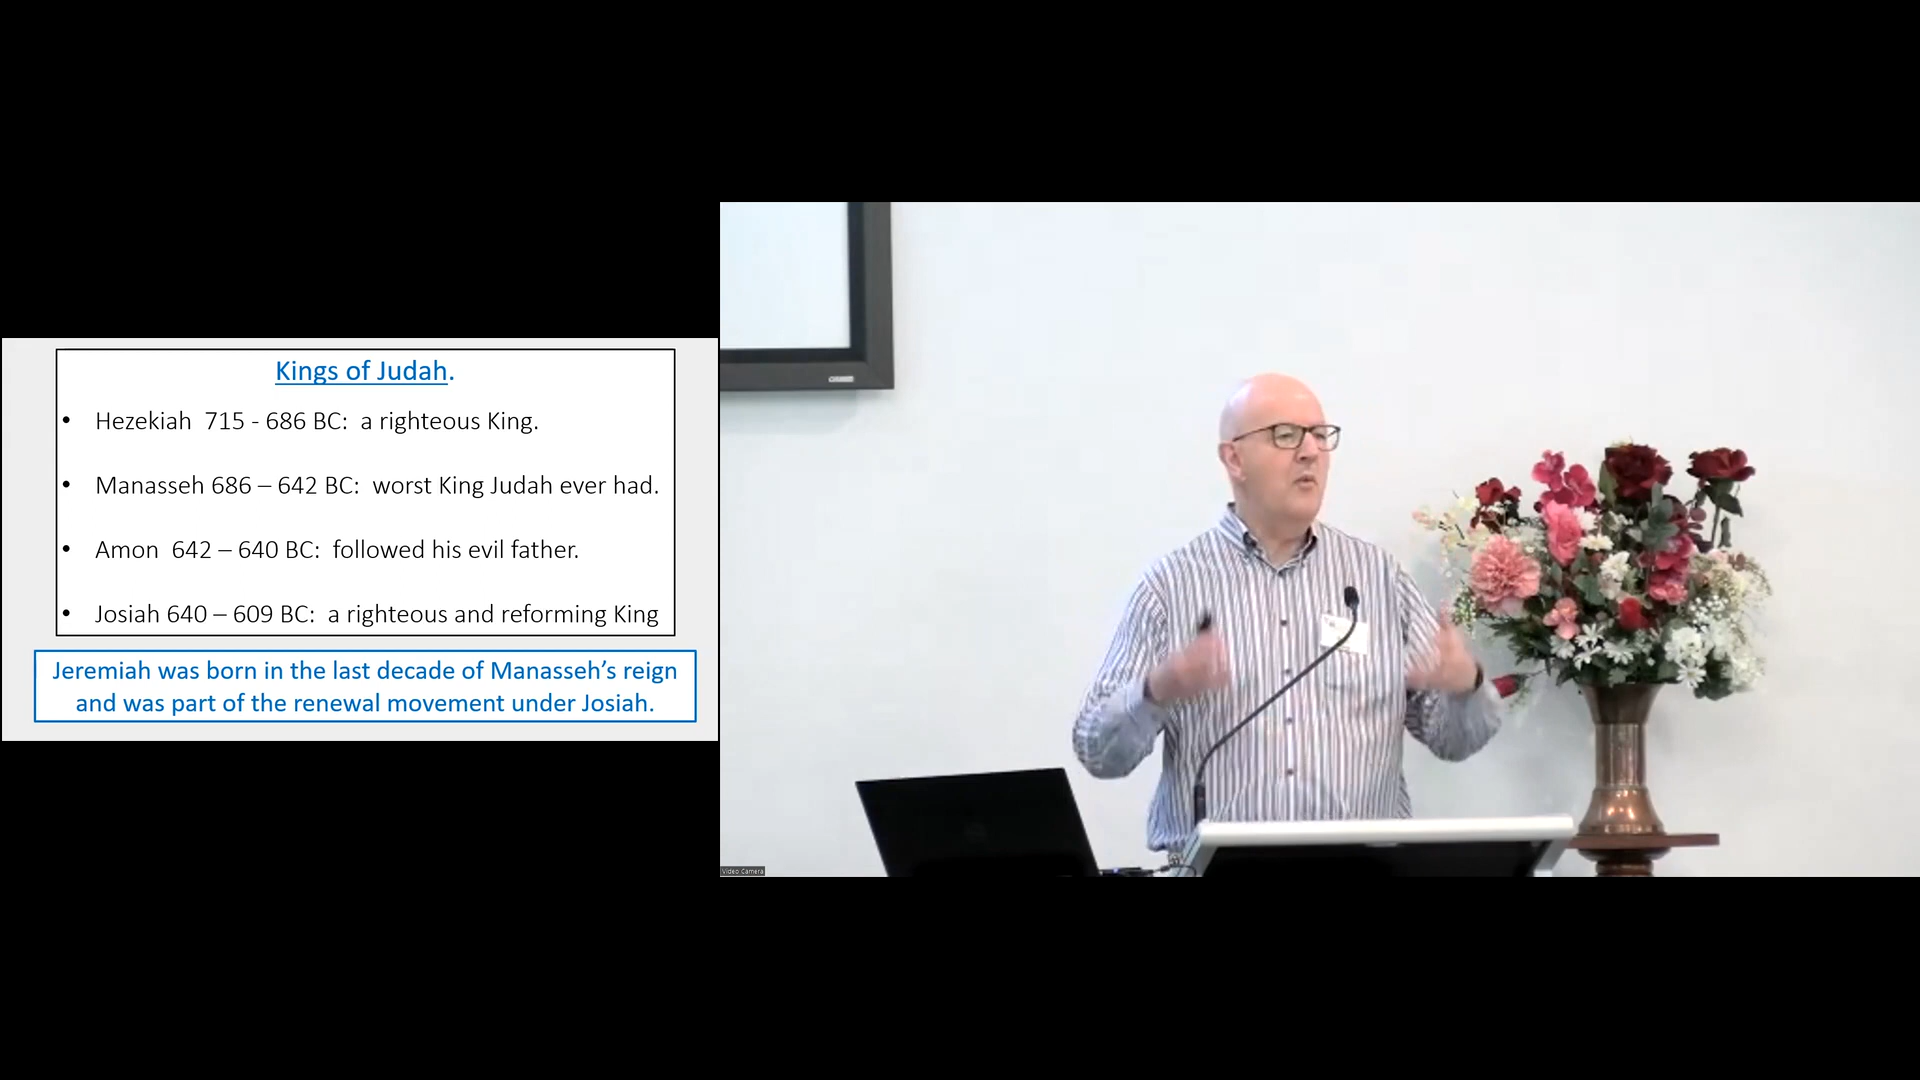 Kings of Judah.
• Hezekiah 715 - 686 BC: a righteous King.
• Manasseh 686 – 642 BC: worst King Judah ever had.
• Amon 642 – 640 BC: followed his evil father.
• Josiah 640 – 609 BC: a righteous and reforming King
Jeremiah was born in the last decade of Manasseh’s reign
and was part of the renewal movement under Josiah.
Video Camera